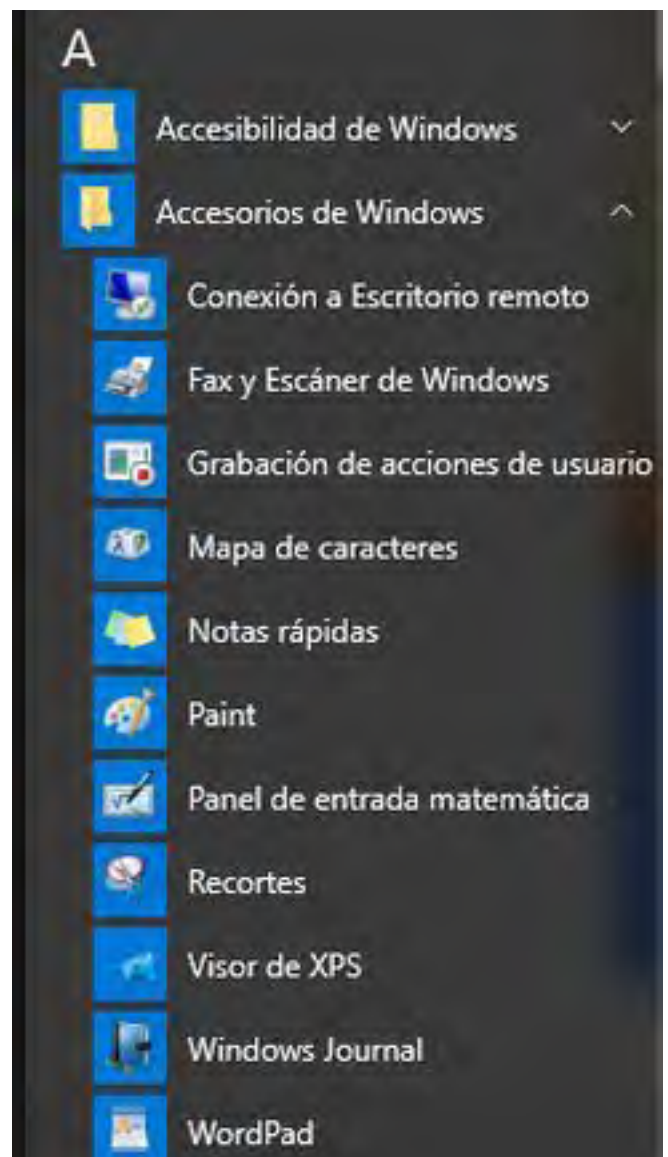 A
Accesibilidad de Windows
Accesorios de Windows
Conexión a Escritorio remoto
Fax y Escáner de Windows
Grabación de acciones de usuario
Mapa de caracteres
Notas rápidas
Paint
Panel de entrada matemática
Recortes
Visor de XPS
Windows Journal
WordPad